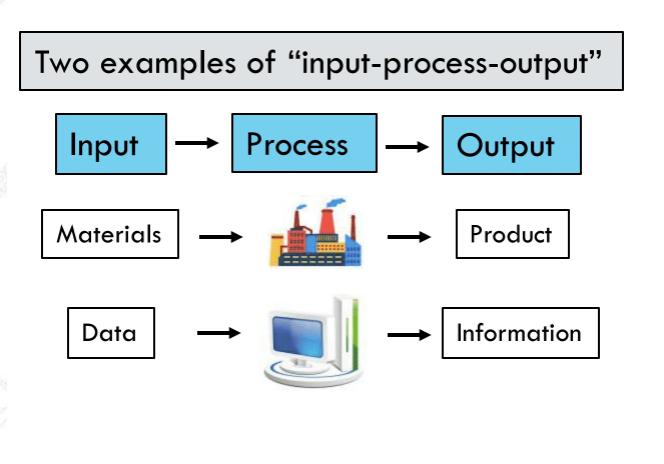 Two examples of “input-process-output”
Input
Process
Output
Materials
Product
Data
Information